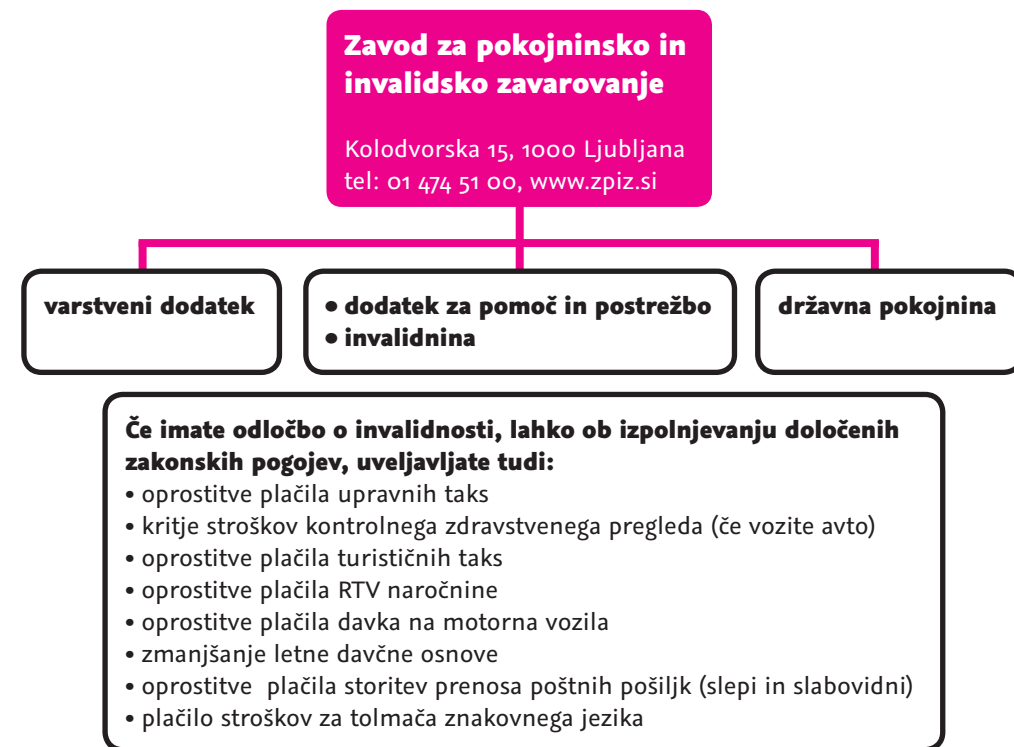 Zavod za pokojninsko in
invalidsko zavarovanje
Kolodvorska 15, 1000 Ljubljana
tel: 01 474 51 00, www.zpiz.si
varstveni dodatek
• dodatek za pomoč in postrežbo
• invalidnina
državna pokojnina
Če imate odločbo o invalidnosti, lahko ob izpolnjevanju določenih
zakonskih pogojev, uveljavljate tudi:
• oprostitve plačila upravnih taks
• kritje stroškov kontrolnega zdravstvenega pregleda (če vozite avto)
• oprostitve plačila turističnih taks
• oprostitve plačila RTV naročnine
• oprostitve plačila davka na motorna vozila
• zmanjšanje letne davčne osnove
• oprostitve plačila storitev prenosa poštnih pošiljk (slepi in slabovidni)
• plačilo stroškov za tolmača znakovnega jezika